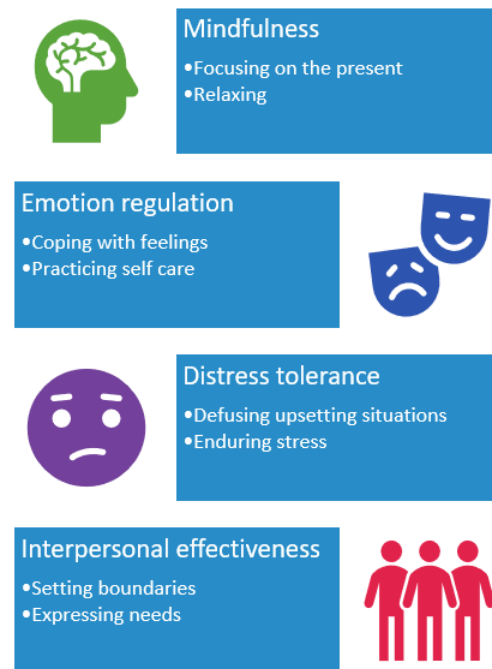 Mindfulness
•Focusing on the present
•Relaxing
Emotion regulation
•Coping with feelings
•Practicing self care
Distress tolerance
•Defusing upsetting situations
•Enduring stress
Interpersonal effectiveness
•Setting boundaries
•Expressing needs